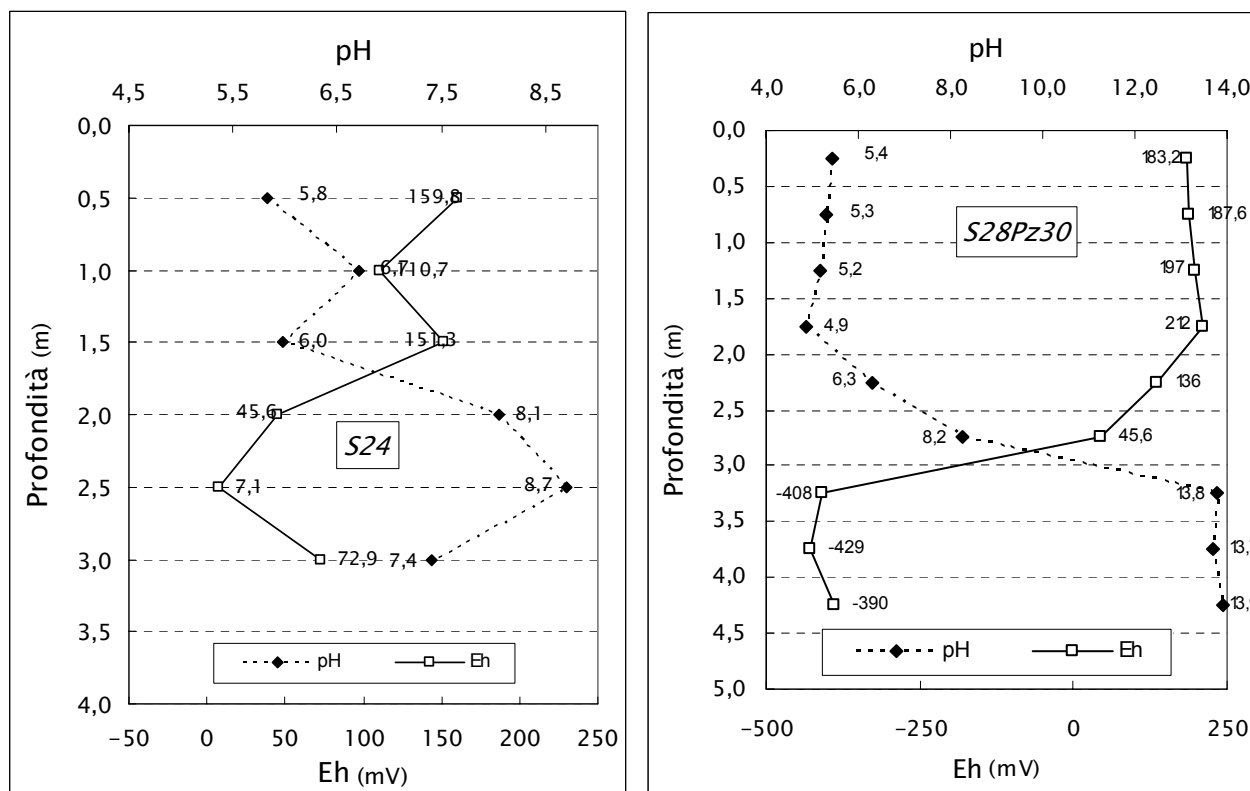 pH
4,5 5,5 6,5 7,5 8,5
0,0
0,5
1,0
1,5
2,0
2,5
3,0
3,5
4,0
Profondità (m)
5,8 159,8
6,7 110,7
6,0 151,3
45,6 8,1
S24
7,1 8,7
72,9 7,4
pH Eh
-50 0 50 100 150 200 250
Eh (mV)
pH
4,0 6,0 8,0 10,0 12,0 14,0
0,0
0,5
1,0
1,5
2,0
2,5
3,0
3,5
4,0
4,5
5,0
Profondità (m)
5,4 183,2
5,3 187,6
S28Pz30
5,2 197
4,9 212
6,3 136
8,2 45,6
-408 13,8
-429
-390
pH Eh
-500 -250 0 250
Eh (mV)